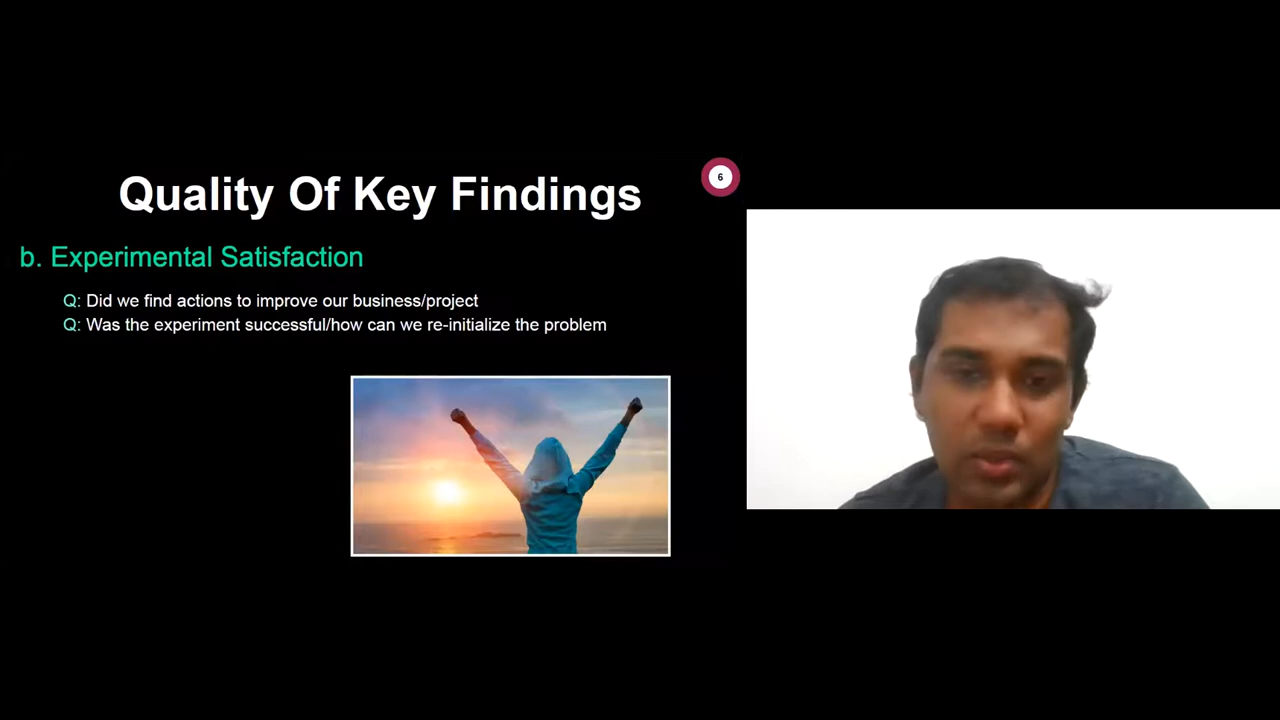 Quality Of Key Findings
6
b. Experimental Satisfaction
Q: Did we find actions to improve our business/project
Q: Was the experiment successful/how can we re-initialize the problem